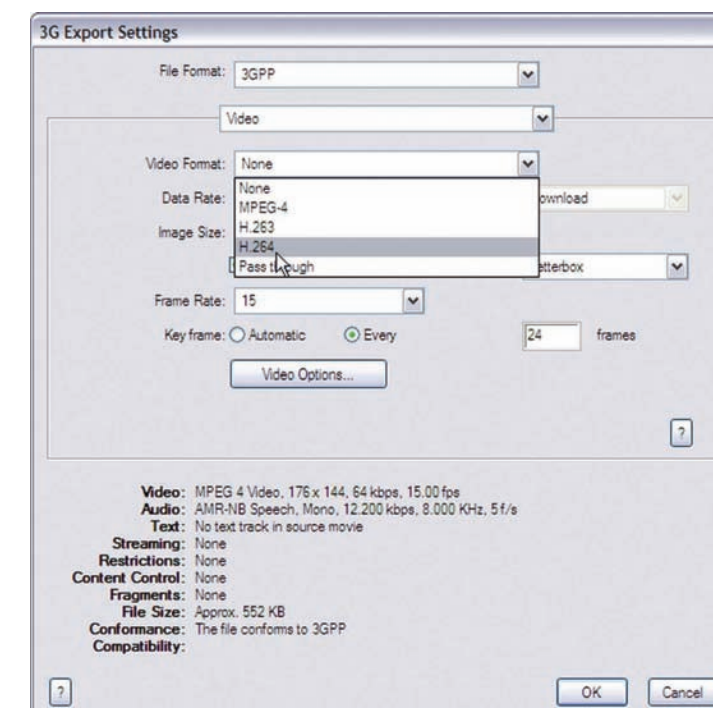 3G Export Settings
File Format: 3GPP
Video
Video Format: None
None
Data Rate: ownload
MPEG-4
Image Size: H.263
H.264
Pass through etterbox
Frame Rate: 15
Key frame: Automatic Every 24 frames
Video Options...
?
Video: MPEG 4 Video, 176 x 144, 64 kbps, 15.00 fps
Audio: AMR-NB Speech, Mono, 12.200 kbps, 8.000 KHz, 5 f/s
Text: No text track in source movie
Streaming: None
Restrictions: None
Content Control: None
Fragments: None
File Size: Approx. 552 KB
Conformance: The file conforms to 3GPP
Compatibility:
? OK Cancel